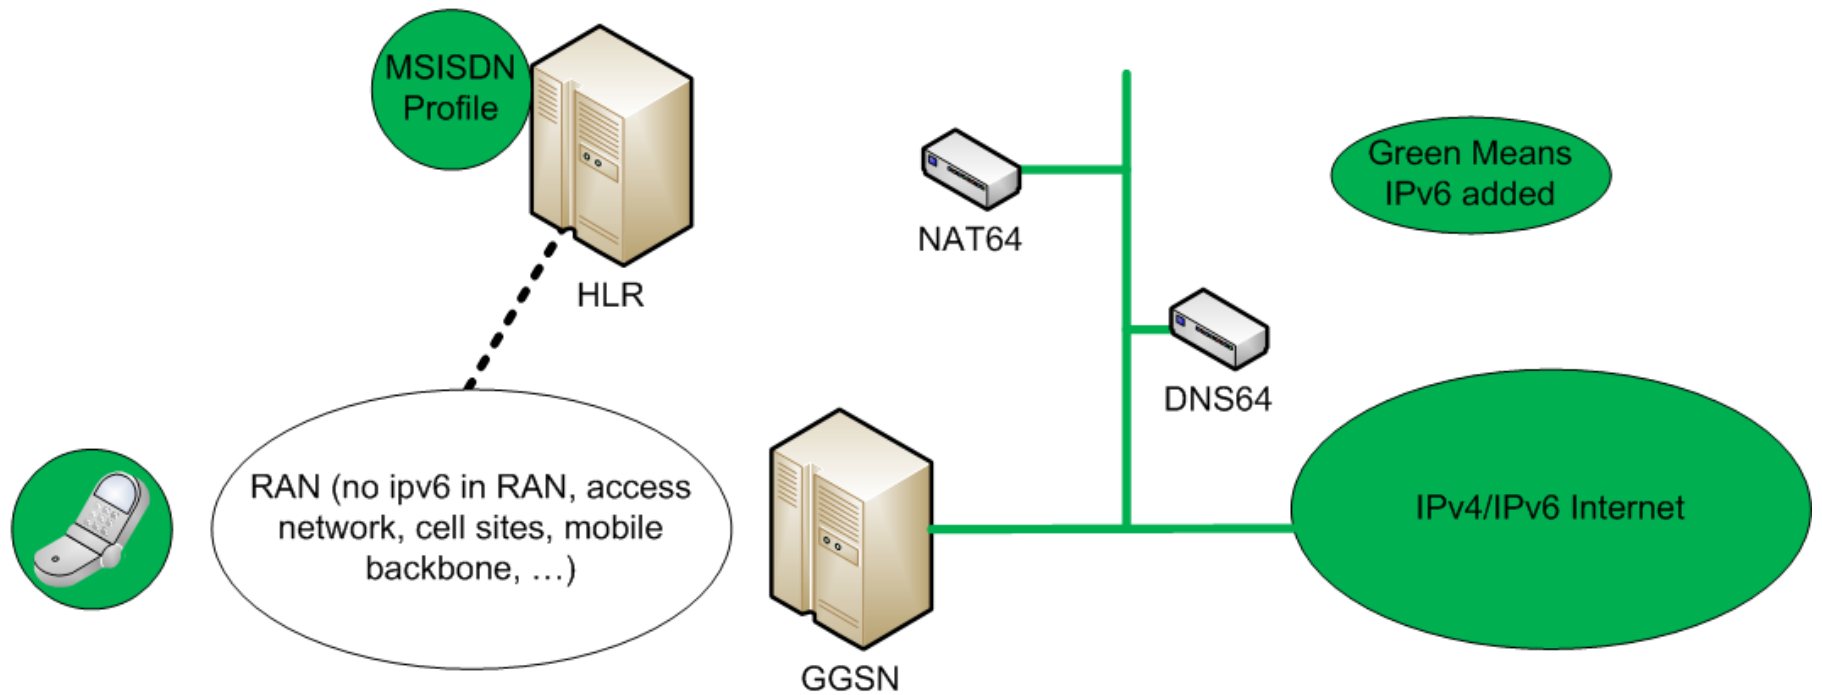 MSISDN
Profile
HLR
NAT64
Green Means
IPv6 added
DNS64
RAN (no ipv6 in RAN, access
network, cell sites, mobile
backbone, …)
GGSN
IPv4/IPv6 Internet